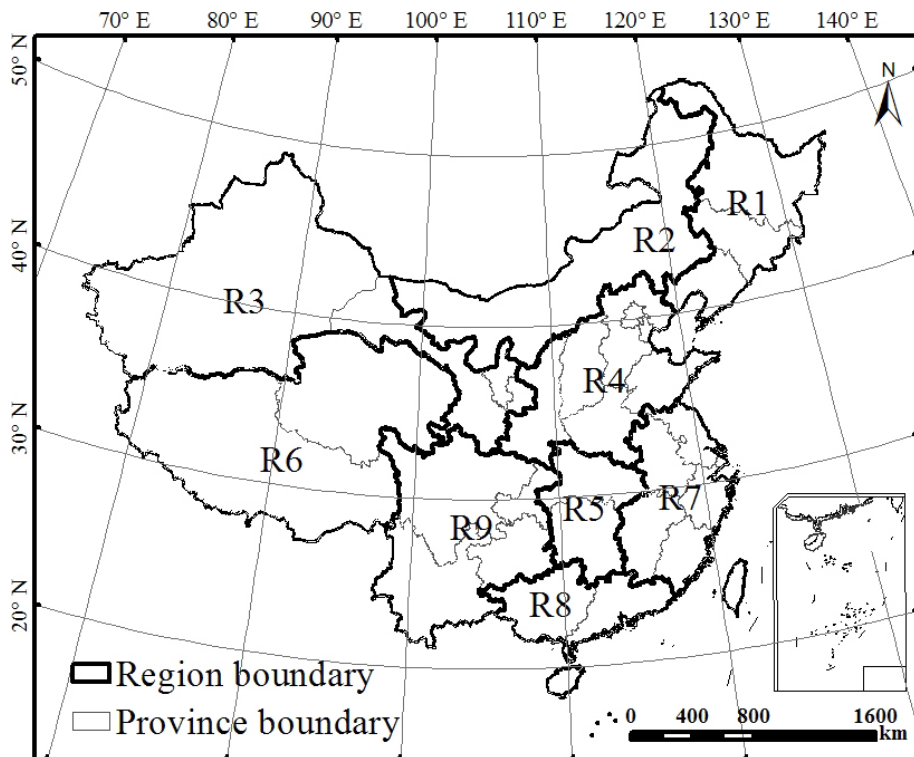 70° E 80° E 90° E 100° E 110° E 120° E 130° E 140° E
50° N
N
R1
R2
40° N
R3
R4
30° N
R6
R5
R7
R9
R8
20° N
Region boundary
Province boundary
0 400 800 1600
km